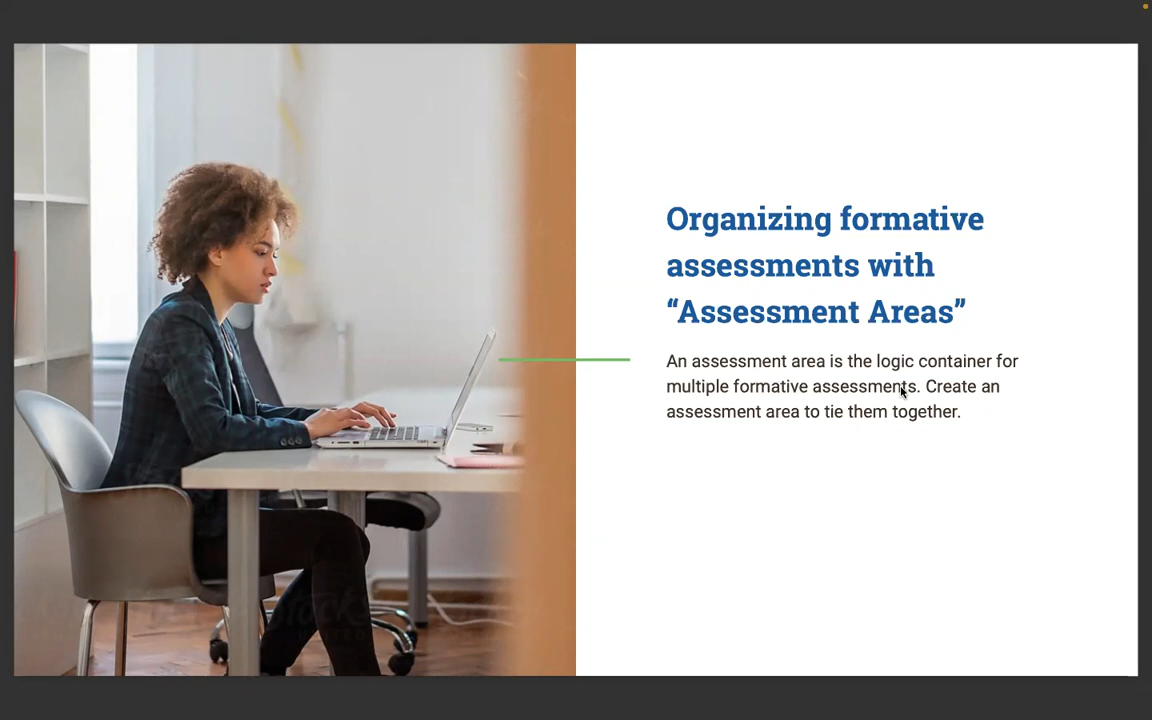 Organizing formative
assessments with
“Assessment Areas”
An assessment area is the logic container for
multiple formative assessments. Create an
assessment area to tie them together.